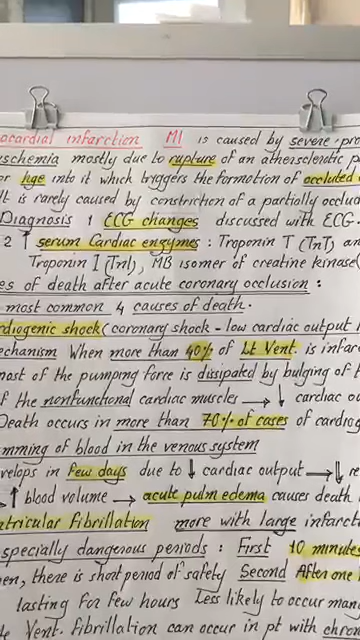 ocardial infarction MI is caused by severe pro
ischemia mostly due to rupture of an atherosclerotic p
or hge into it which triggers the formation of occluded
It is rarely caused by constriction of a partially occlud
Diagnosis 1 ECG changes discussed with ECG.
2 ↑ serum Cardiac enzymes : Troponin T (TnT) an
Troponin I (TnI), MB isomer of creatine kinase(
es of death after acute coronary occlusion :
most common 4 causes of death.
rdiogenic shock (coronary shock - low cardiac output
echanism When more than 40% of Lt Vent. is infar
most of the pumping force is dissipated by bulging of t
f the nonfunctional cardiac muscles → ↓ cardiac ou
Death occurs in more than 70% of cases of cardiog
mming of blood in the venous system
velops in few days due to ↓ cardiac output → ↓ re
→ ↑ blood volume → acute pulm edema causes death
ntricular fibrillation more with large infarct
specially dangerous periods : First 10 minutes
hen, there is short period of safety Second After one
lasting for few hours Less likely to occur man
Vent. fibrillation can occur in pt with chron